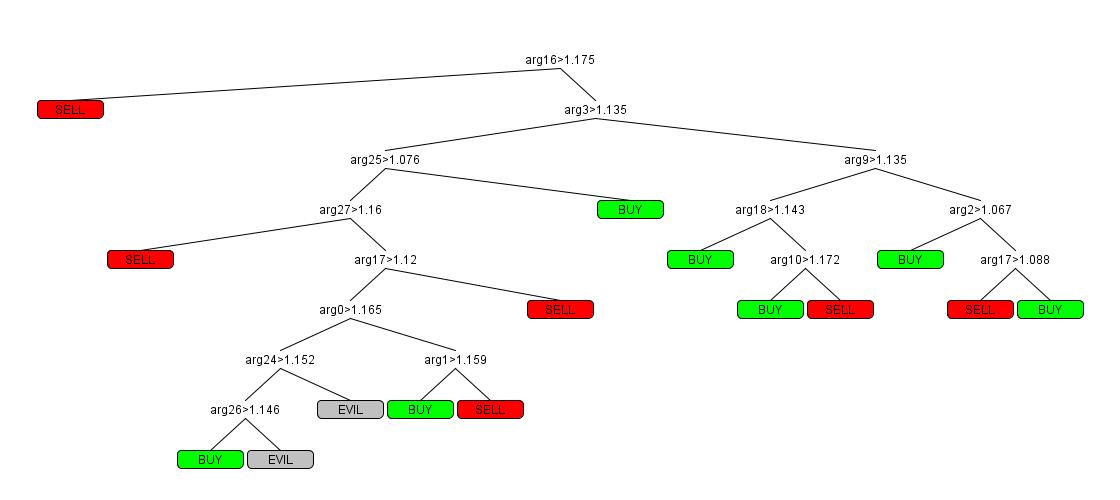 arg16>1.175
SELL
arg3>1.135
arg25>1.076
arg9>1.135
arg27>1.16
BUY
arg18>1.143
arg2>1.067
SELL
arg17>1.12
BUY
arg10>1.172
BUY
arg17>1.088
arg0>1.165
SELL
BUY
SELL
SELL
BUY
arg24>1.152
arg1>1.159
arg26>1.146
EVIL
BUY
SELL
BUY
EVIL